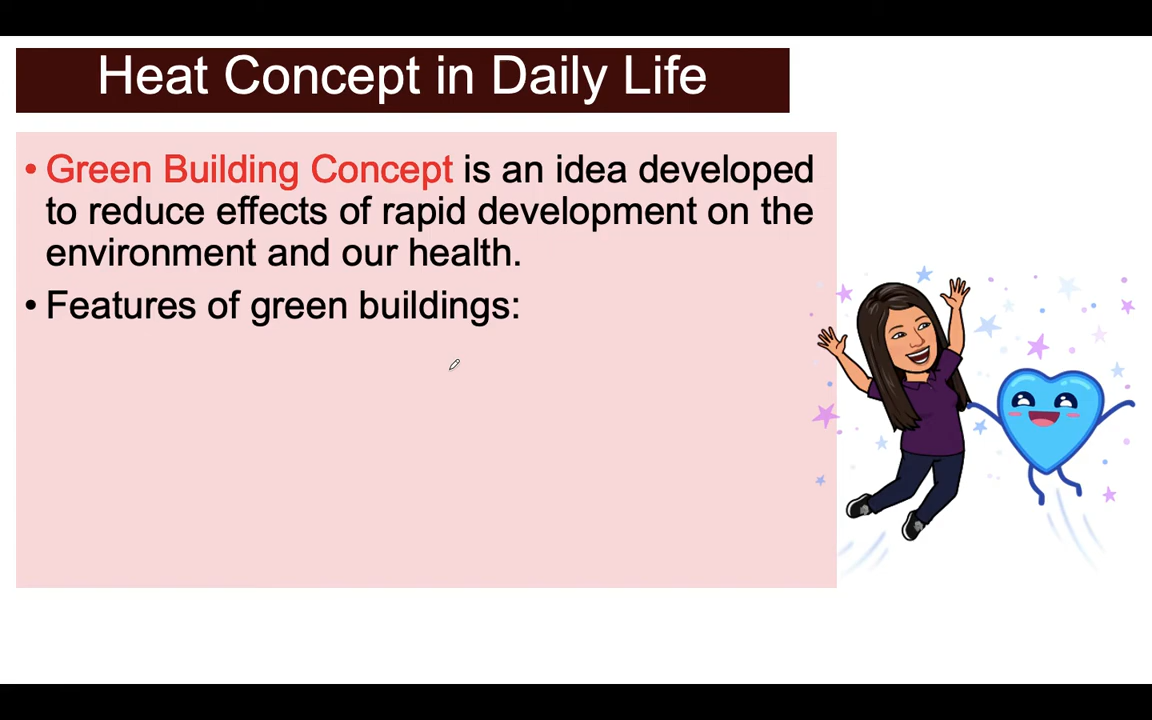 Heat Concept in Daily Life
• Green Building Concept is an idea developed
to reduce effects of rapid development on the
environment and our health.
• Features of green buildings: